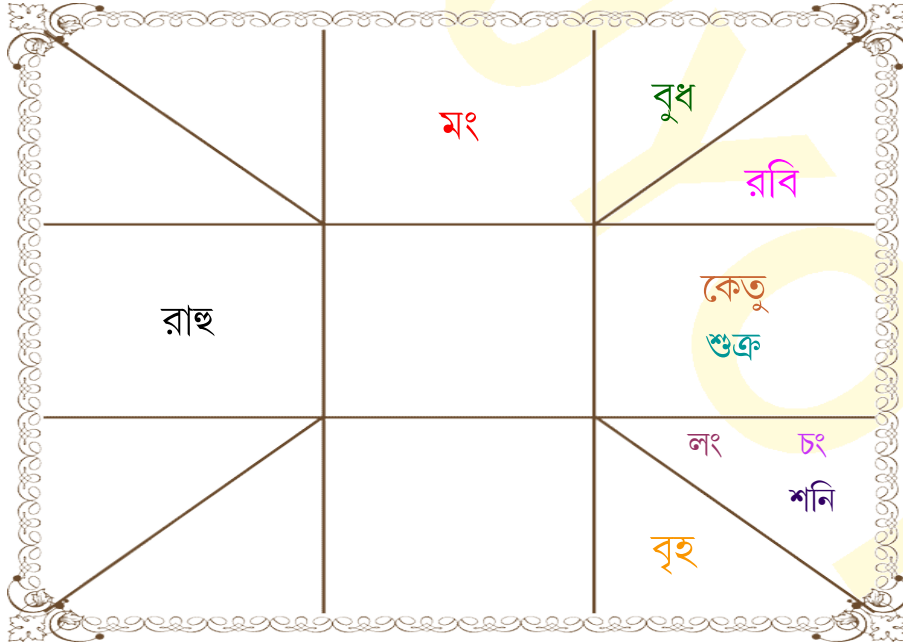 মং
বুধ
রবি
রাহু
কেতু
শুক্র
লং চং
শনি
বৃহ